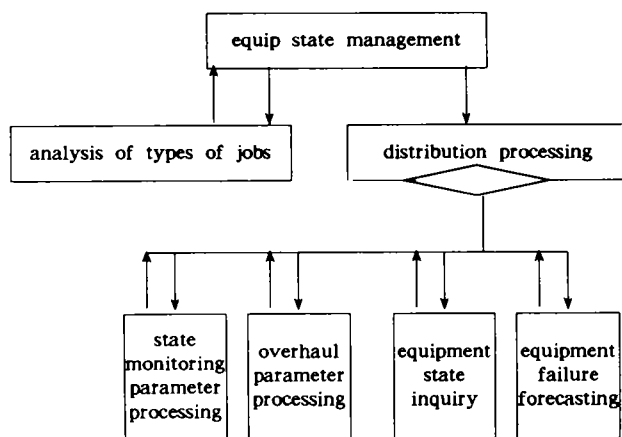 equip state management
analysis of types of jobs
distribution processing
state
monitoring
parameter
processing
overhaul
parameter
processing
equipment
state
inquiry
equipment
failure
forecasting